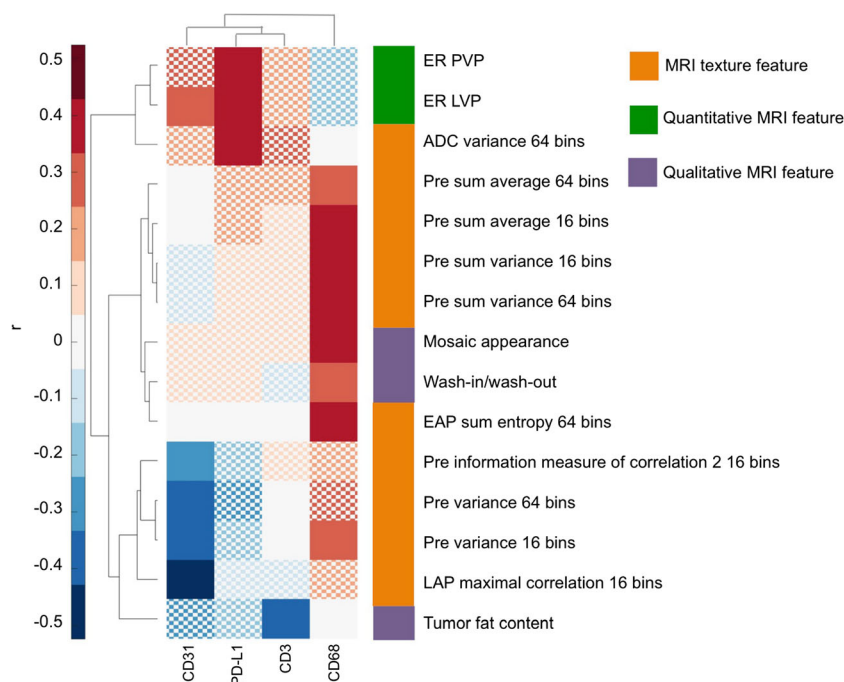 0.5
0.4
0.3
0.2
0.1
0
-0.1
-0.2
-0.3
-0.4
-0.5
r
ER PVP
ER LVP
ADC variance 64 bins
Pre sum average 64 bins
Pre sum average 16 bins
Pre sum variance 16 bins
Pre sum variance 64 bins
Mosaic appearance
Wash-in/wash-out
EAP sum entropy 64 bins
Pre information measure of correlation 2 16 bins
Pre variance 64 bins
Pre variance 16 bins
LAP maximal correlation 16 bins
Tumor fat content
MRI texture feature
Quantitative MRI feature
Qualitative MRI feature
CD31
PD-L1
CD3
CD68